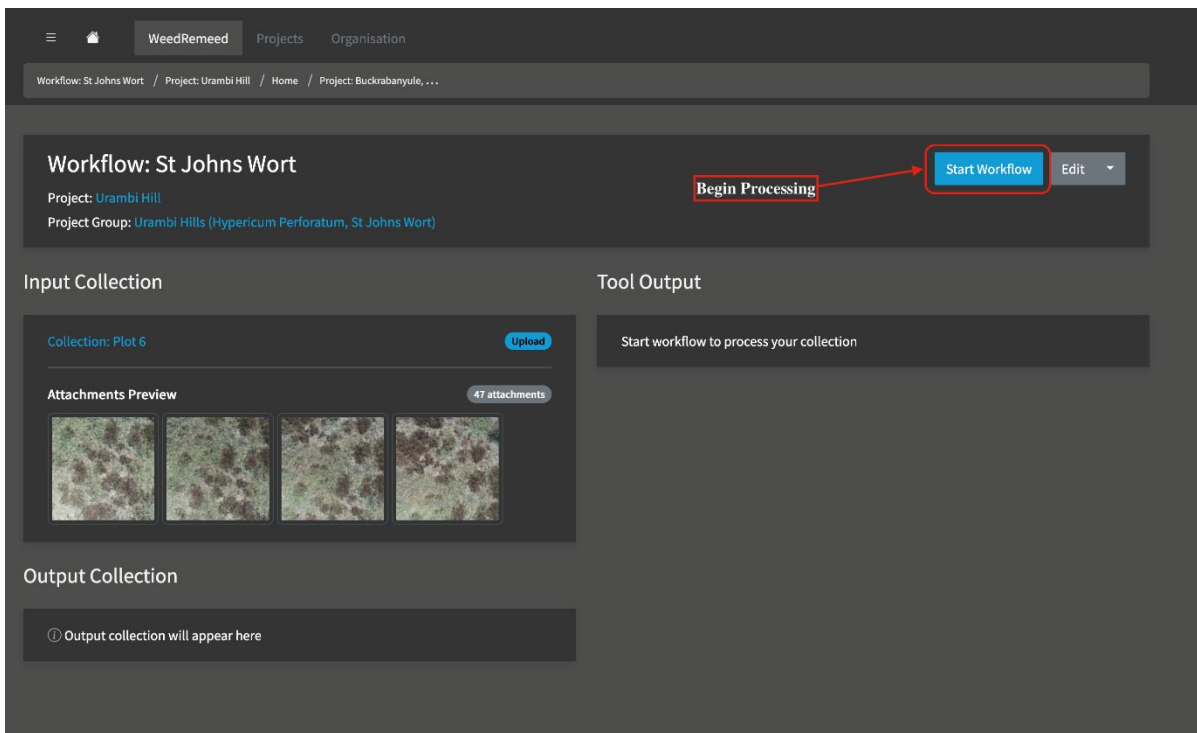 WeedRemeed Projects Organisation
Workflow: St Johns Wort / Project: Urambi Hill / Home / Project: Buckrabanyule, ...
Workflow: St Johns Wort
Project: Urambi Hill
Project Group: Urambi Hills (Hypericum Perforatum, St Johns Wort)
Begin Processing
Start Workflow Edit
Input Collection
Collection: Plot 6 Upload
Attachments Preview 47 attachments
Output Collection
Output collection will appear here
Tool Output
Start workflow to process your collection